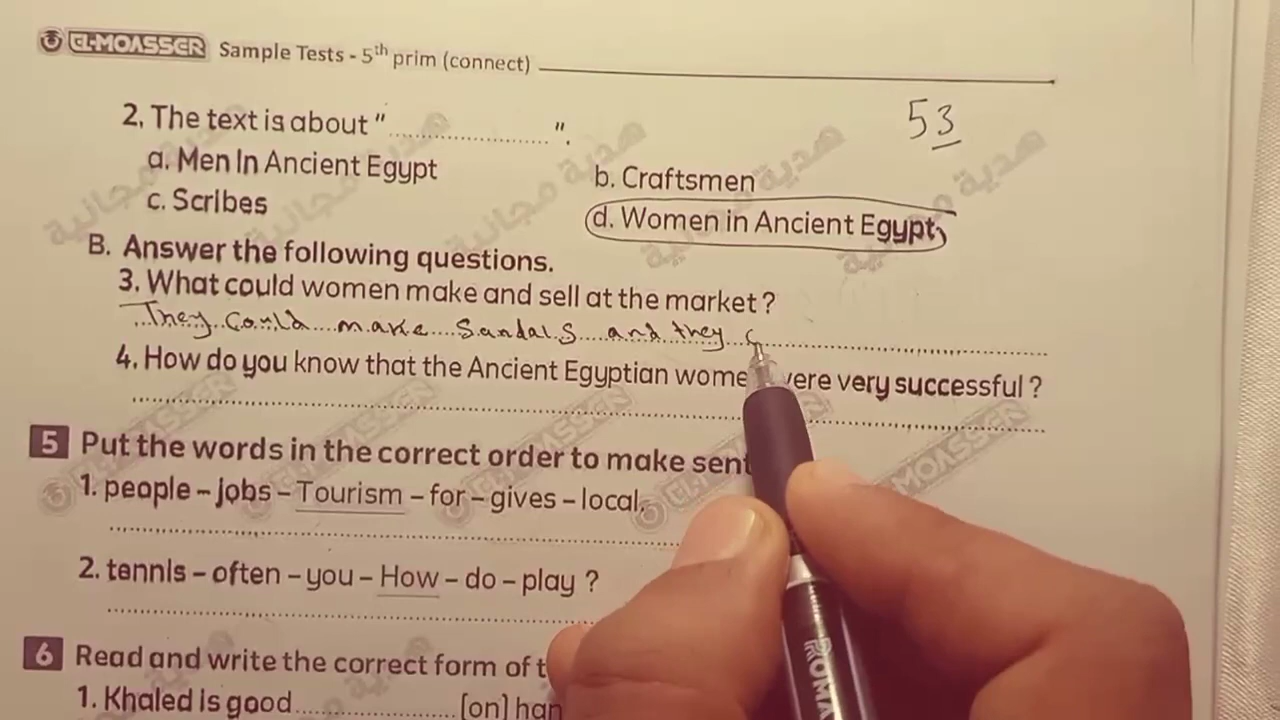 EL-MOASSER Sample Tests - 5th prim (connect)
53
2. The text is about "....................".
a. Men In Ancient Egypt
b. Craftsmen
c. Scribes
d. Women in Ancient Egypt
B. Answer the following questions.
3. What could women make and sell at the market?
They could make Sandals and they
4. How do you know that the Ancient Egyptian wome were very successful?
5 Put the words in the correct order to make sent
1. people – jobs – Tourism – for – gives – local.
2. tennis – often – you – How – do – play ?
6 Read and write the correct form of t
1. Khaled is good .................... [on] han
هدية مجانية
EL-MOASSER
ROMA